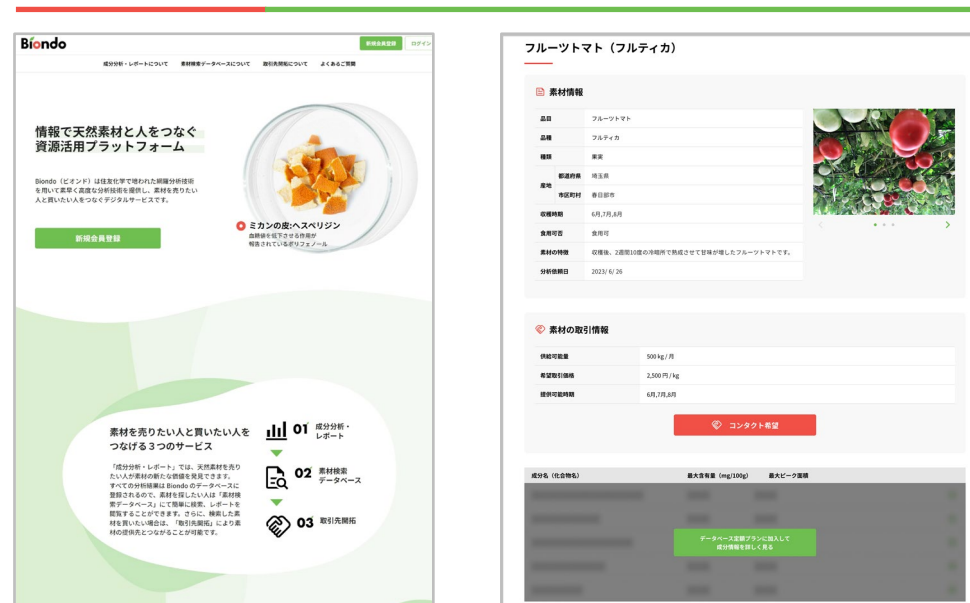 Biondo
新規会員登録
ログイン
成分分析・レポートについて
素材検索データベースについて
取引先開拓について
よくあるご質問
情報で天然素材と人をつなぐ
資源活用プラットフォーム
Biondo（ビオンド）は住友化学で培われた網羅分析技術
を用いて素早く高度な分析技術を提供し、素材を売りたい
人と買いたい人をつなぐデジタルサービスです。
新規会員登録
ミカンの皮:ヘスペリジン
血糖値を低下させる作用が
報告されているポリフェノール
素材を売りたい人と買いたい人を
つなげる３つのサービス
「成分分析・レポート」では、天然素材を売り
たい人が素材の新たな価値を発見できます。
すべての分析結果は Biondo のデータベースに
登録されるので、素材を探したい人は「素材検
索データベース」にて簡単に検索、レポートを
閲覧することができます。さらに、検索した素
材を買いたい場合は、「取引先開拓」により素
材の提供先とつながることが可能です。
01 成分分析・
レポート
02 素材検索
データベース
03 取引先開拓
フルーツトマト（フルティカ）
素材情報
品目 フルーツトマト
品種 フルティカ
種類 果実
産地
都道府県 埼玉県
市区町村 春日部市
収穫時期 6月,7月,8月
食用可否 食用可
素材の特徴 収穫後、2週間10度の冷暗所で熟成させて甘味が増したフルーツトマトです。
分析依頼日 2023/ 6/ 26
素材の取引情報
供給可能量 500 kg / 月
希望取引価格 2,500 円 / kg
提供可能時期 6月,7月,8月
コンタクト希望
成分名（化合物名） 最大含有量（mg/100g） 最大ピーク面積
データベース定額プランに加入して
成分情報を詳しく見る